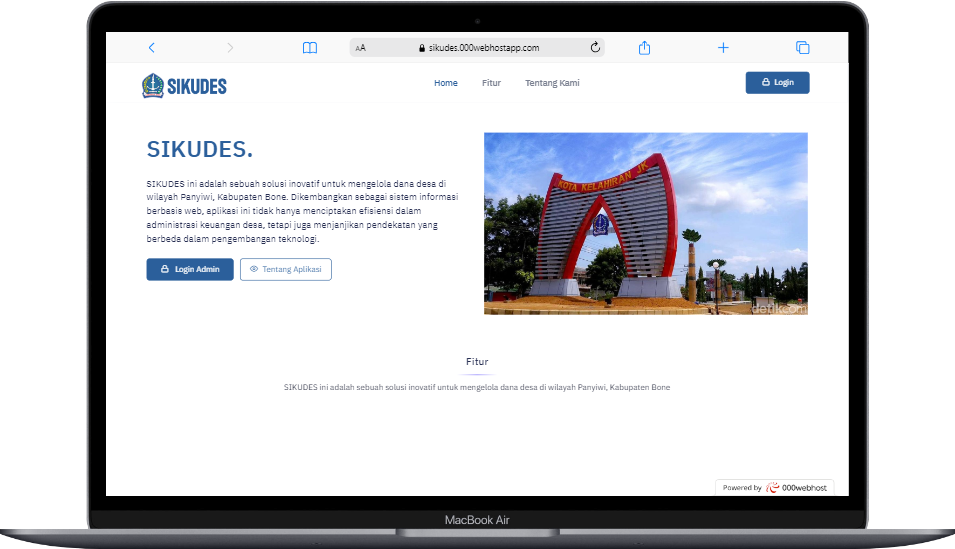 AA
sikudes.000webhostapp.com
SIKUDES
Home
Fitur
Tentang Kami
Login
SIKUDES.
SIKUDES ini adalah sebuah solusi inovatif untuk mengelola dana desa di
wilayah Panyiwi, Kabupaten Bone. Dikembangkan sebagai sistem informasi
berbasis web, aplikasi ini tidak hanya menciptakan efisiensi dalam
administrasi keuangan desa, tetapi juga menjanjikan pendekatan yang
berbeda dalam pengembangan teknologi.
Login Admin
Tentang Aplikasi
KOTA KELAHIRAN JK
detikcom
Fitur
SIKUDES ini adalah sebuah solusi inovatif untuk mengelola dana desa di wilayah Panyiwi, Kabupaten Bone
Powered by 000webhost
MacBook Air